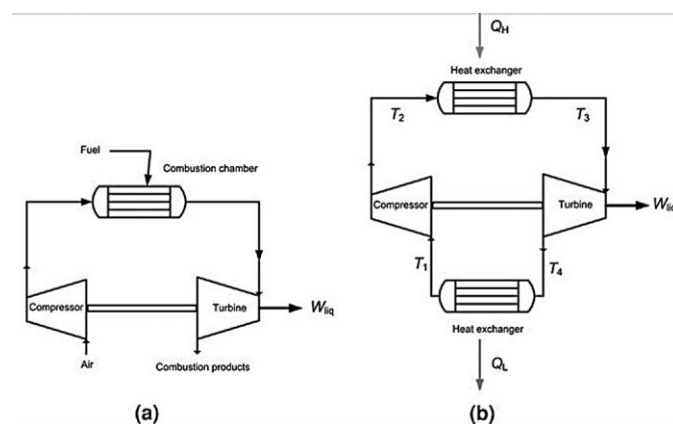 Q_H
Heat exchanger
T_2
T_3
Fuel
Combustion chamber
Compressor
Turbine
W_liq
T_1
T_4
Compressor
Turbine
W_liq
Air
Combustion products
Heat exchanger
Q_L
(a)
(b)